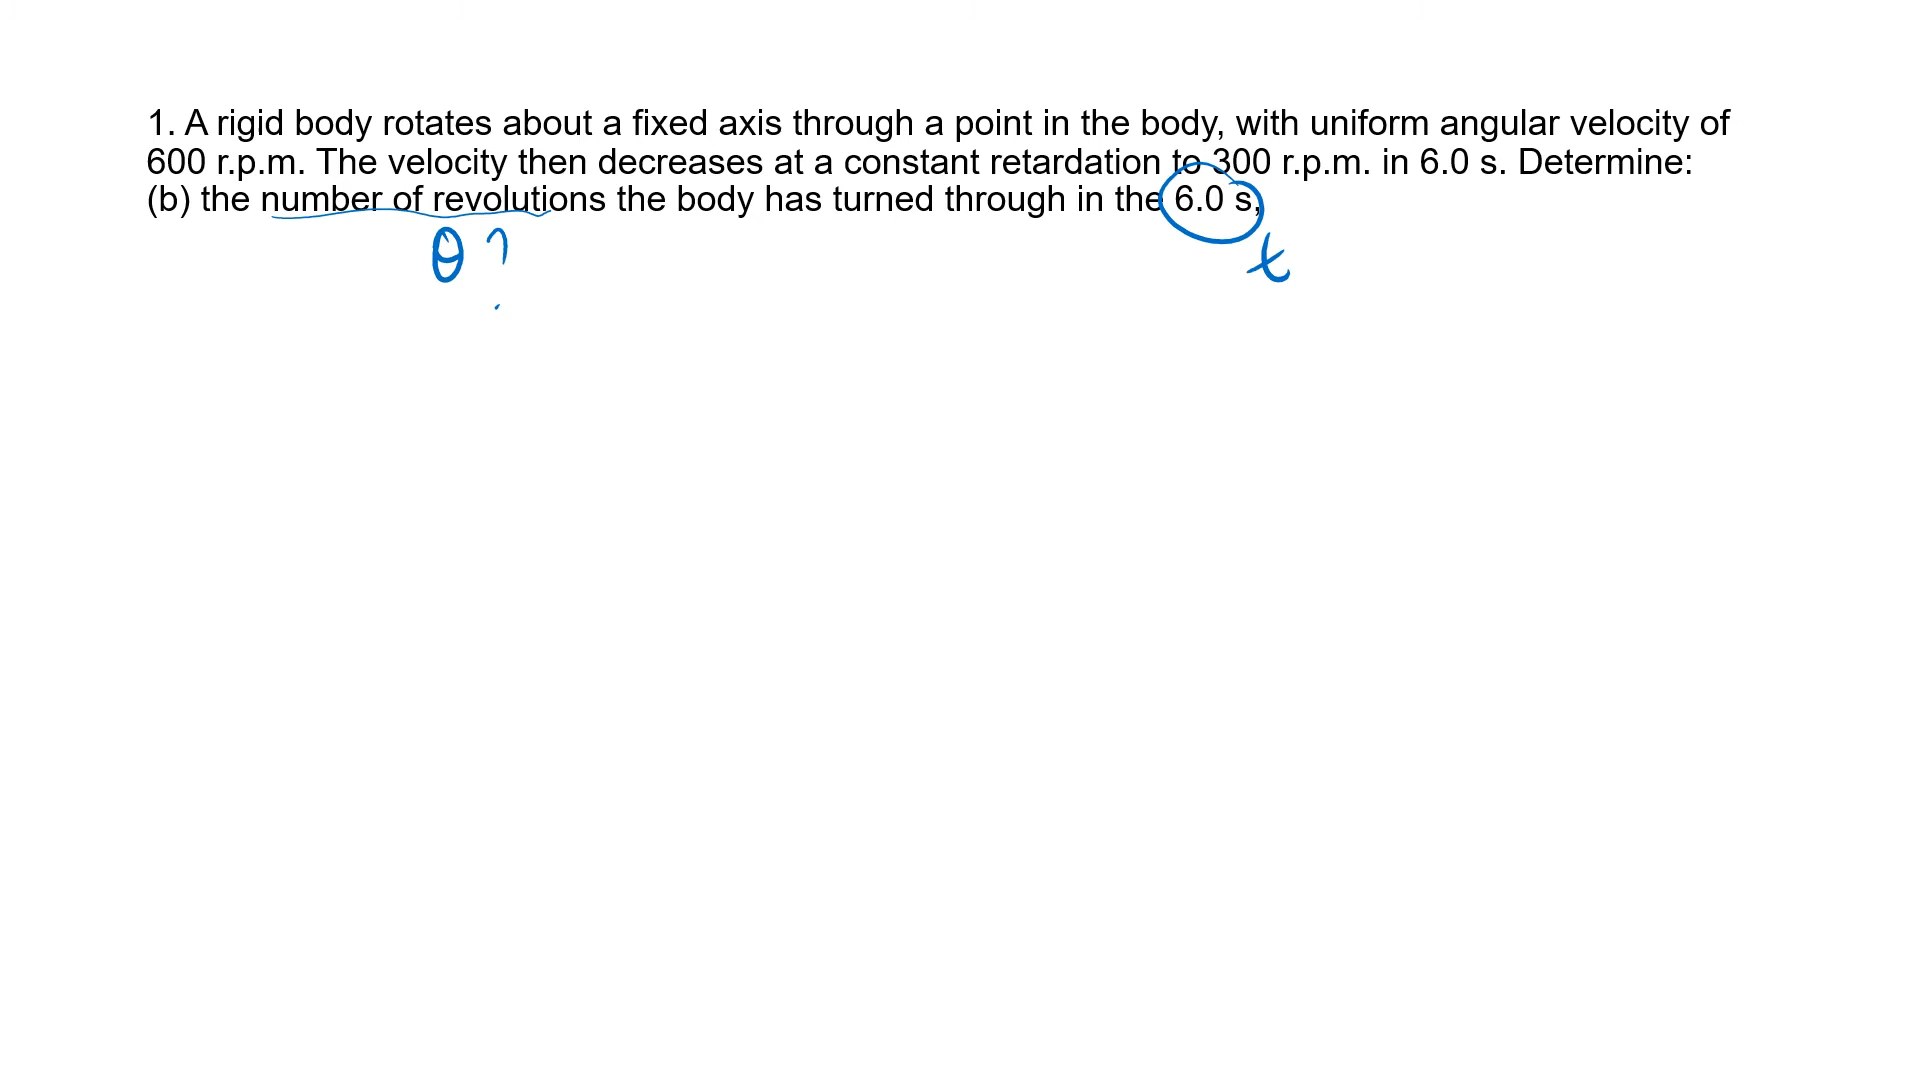 1. A rigid body rotates about a fixed axis through a point in the body, with uniform angular velocity of
600 r.p.m. The velocity then decreases at a constant retardation to 300 r.p.m. in 6.0 s. Determine:
(b) the number of revolutions the body has turned through in the 6.0 s,
θ ? t